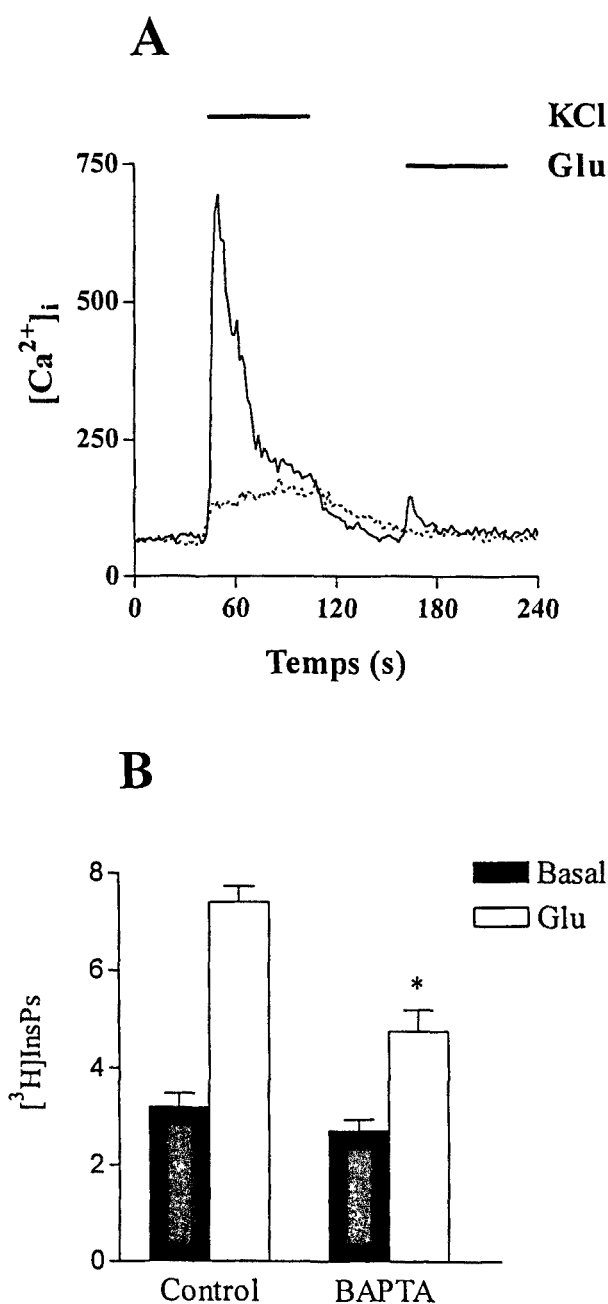 A
KCl
Glu
750
500
250
0
[Ca²⁺]i
0 60 120 180 240
Temps (s)
B
Basal
Glu
8
6
4
2
0
*
[³H]InsPs
Control BAPTA